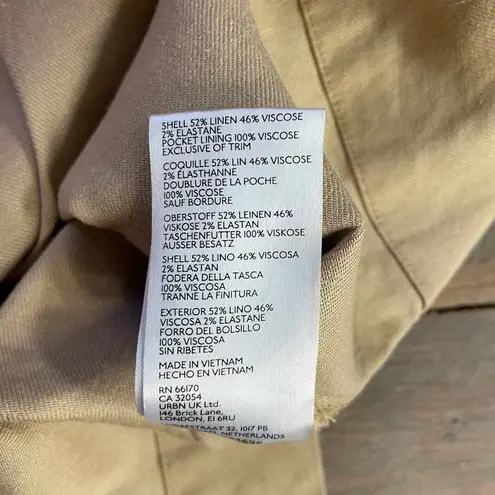 SHELL 52% LINEN 46% VISCOSE
2% ELASTANE
POCKET LINING 100% VISCOSE
EXCLUSIVE OF TRIM
COQUILLE 52% LIN 46% VISCOSE
2% ÉLASTHANNE
DOUBLURE DE LA POCHE
100% VISCOSE
SAUF BORDURE
OBERSTOFF 52% LEINEN 46%
VISKOSE 2% ELASTAN
TASCHENFUTTER 100% VISKOSE
AUSSER BESATZ
SHELL 52% LINO 46% VISCOSA
2% ELASTAN
FODERA DELLA TASCA
100% VISCOSA
TRANNE LA FINITURA
EXTERIOR 52% LINO 46%
VISCOSA 2% ELASTANE
FORRO DEL BOLSILLO
100% VISCOSA
SIN RIBETES
MADE IN VIETNAM
HECHO EN VIETNAM
RN 66170
CA 32054
URBN UK Ltd.
146 Brick Lane,
LONDON, E1 6RU
32, 1017 PB
NETHERLANDS